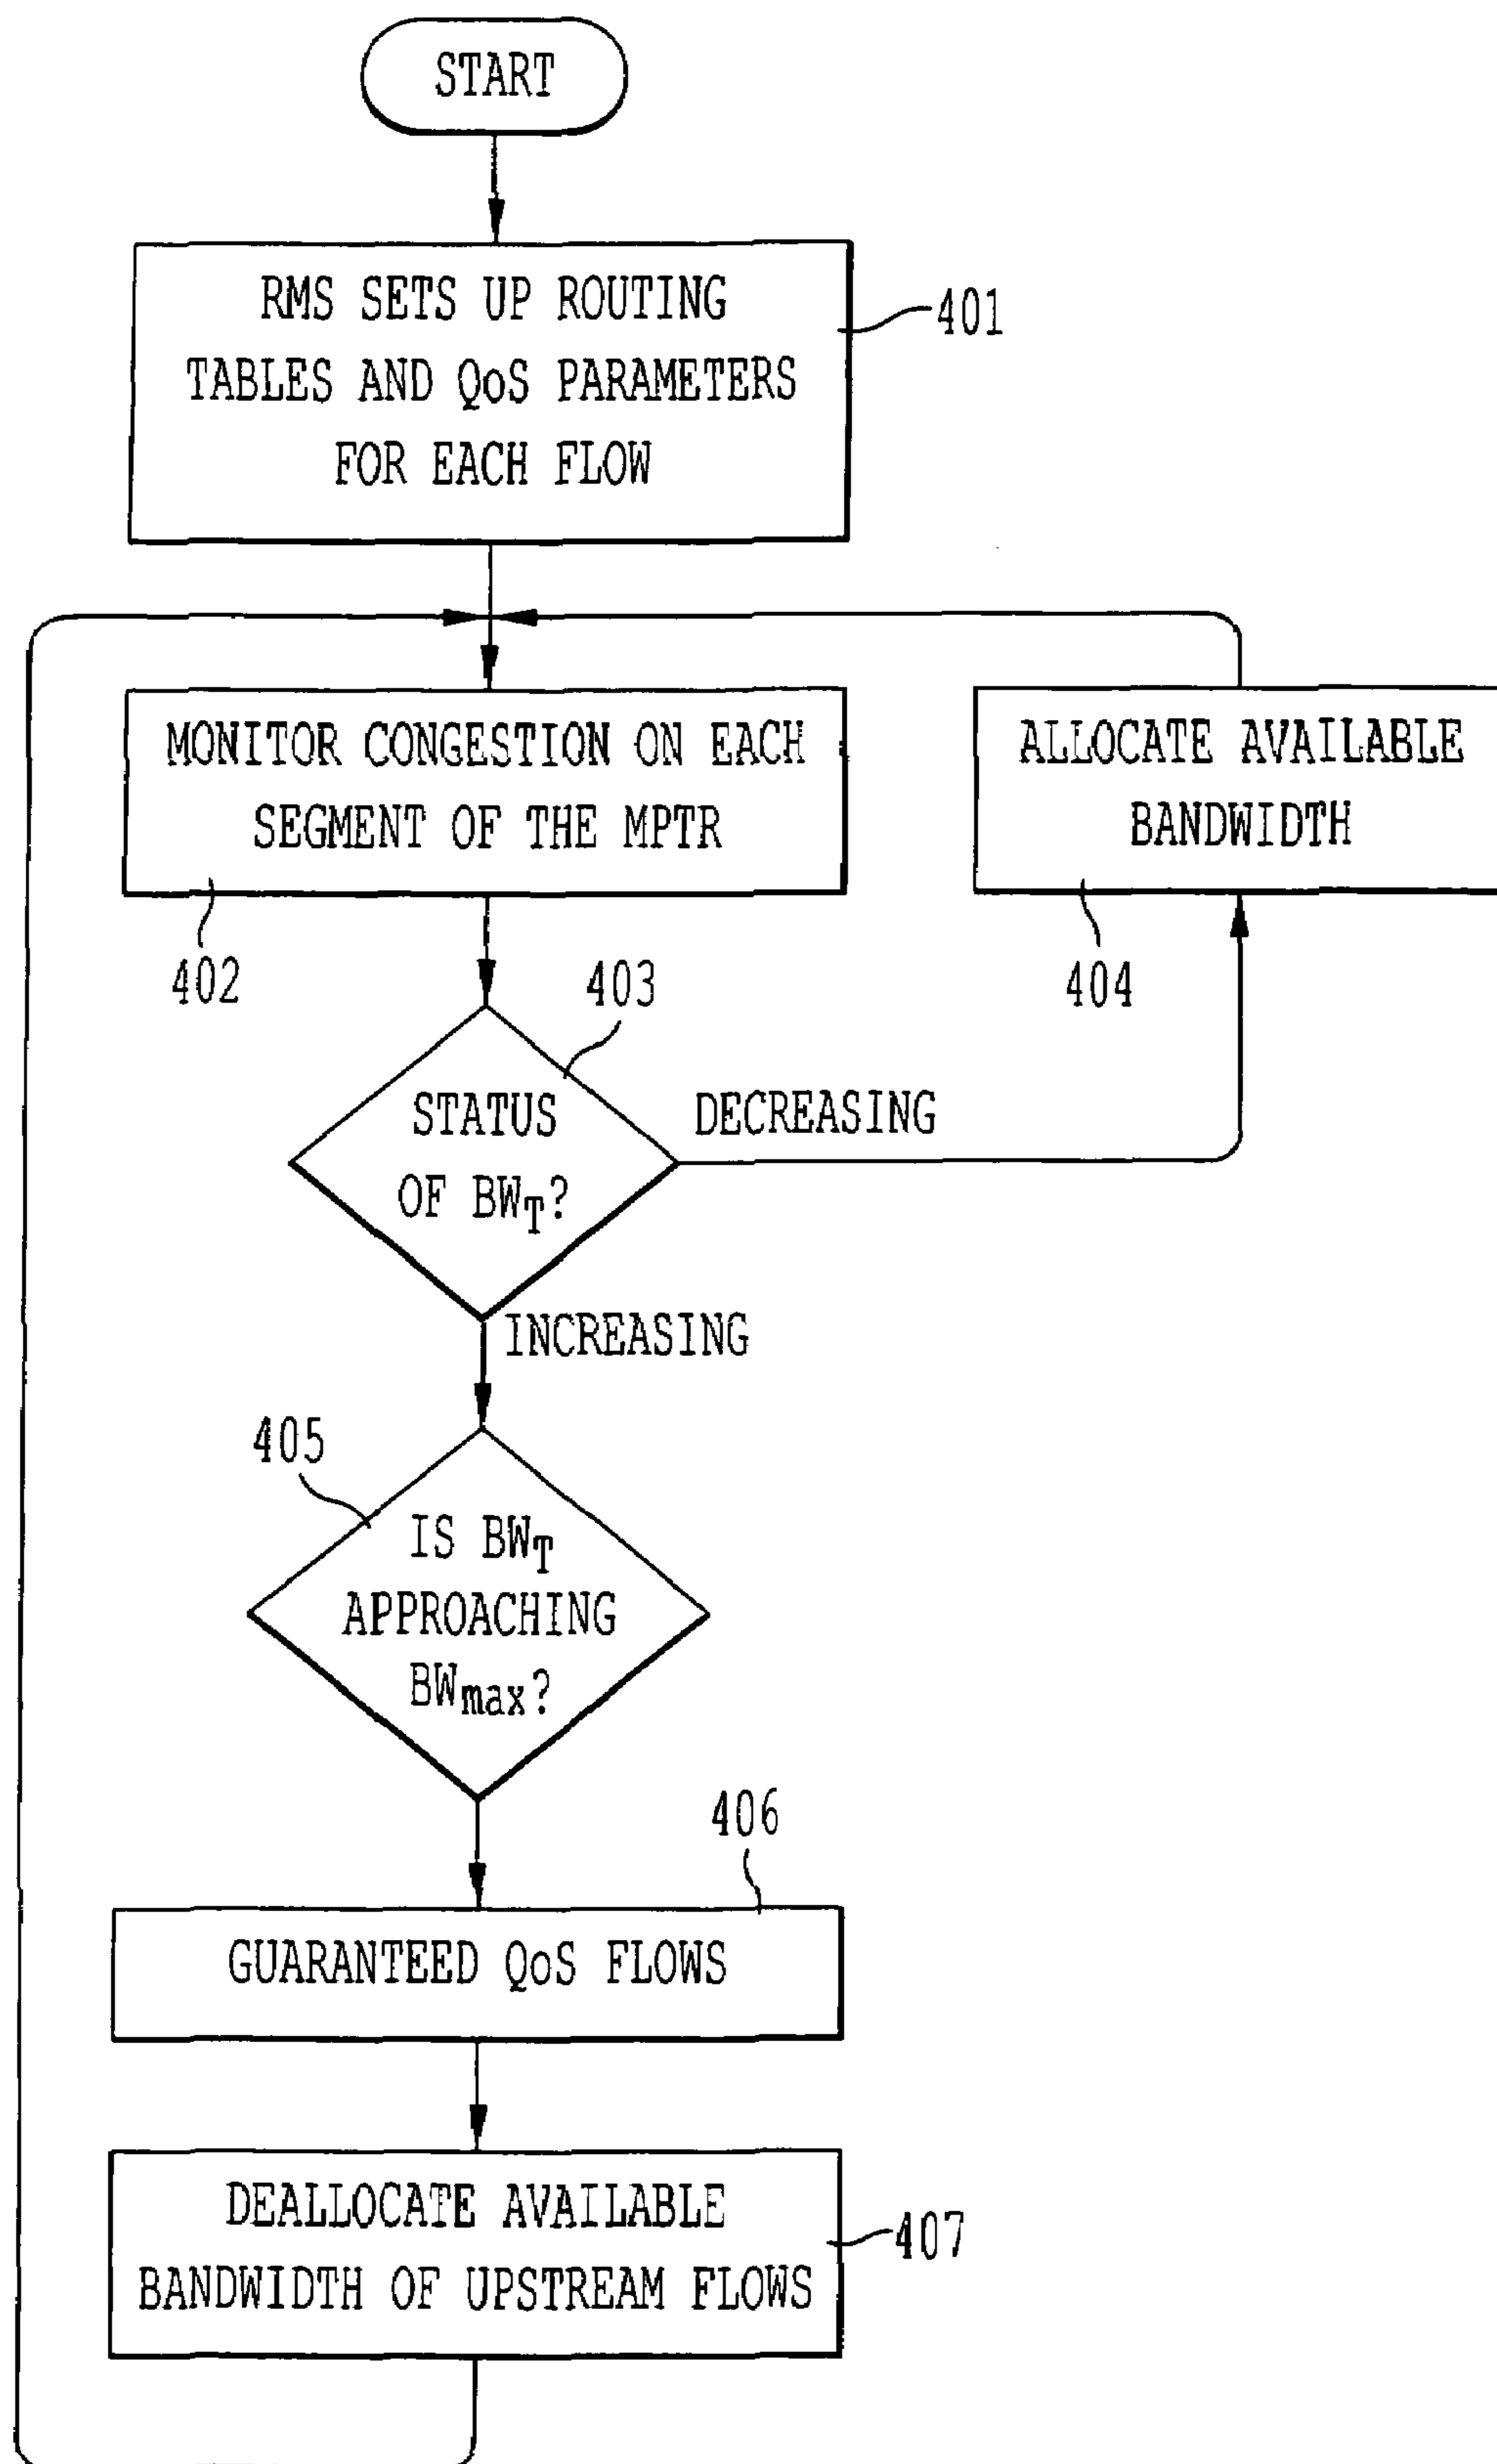 START
RMS SETS UP ROUTING
TABLES AND QoS PARAMETERS
FOR EACH FLOW
401
MONITOR CONGESTION ON EACH
SEGMENT OF THE MPTR
402
ALLOCATE AVAILABLE
BANDWIDTH
404
403
STATUS
OF BWT?
DECREASING
INCREASING
405
IS BWT
APPROACHING
BWmax?
406
GUARANTEED QoS FLOWS
DEALLOCATE AVAILABLE
BANDWIDTH OF UPSTREAM FLOWS
407